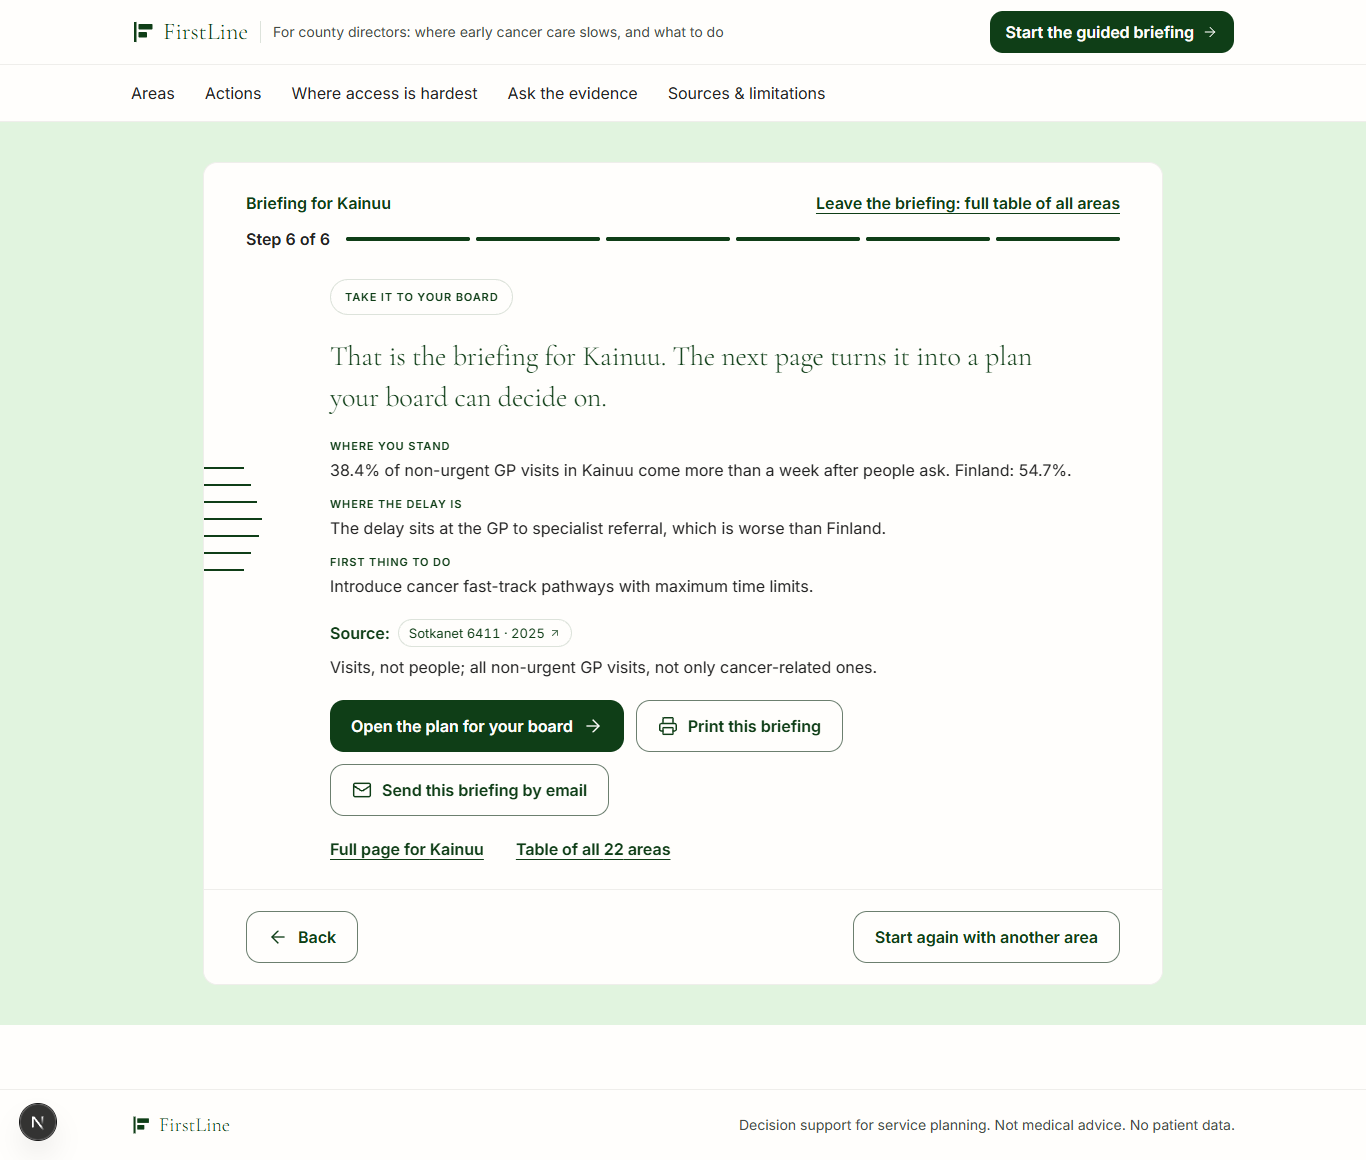 FirstLine
For county directors: where early cancer care slows, and what to do
Start the guided briefing
Areas
Actions
Where access is hardest
Ask the evidence
Sources & limitations
Briefing for Kainuu
Leave the briefing: full table of all areas
Step 6 of 6
TAKE IT TO YOUR BOARD
That is the briefing for Kainuu. The next page turns it into a plan
your board can decide on.
WHERE YOU STAND
38.4% of non-urgent GP visits in Kainuu come more than a week after people ask. Finland: 54.7%.
WHERE THE DELAY IS
The delay sits at the GP to specialist referral, which is worse than Finland.
FIRST THING TO DO
Introduce cancer fast-track pathways with maximum time limits.
Source:
Sotkanet 6411 · 2025 ↗
Visits, not people; all non-urgent GP visits, not only cancer-related ones.
Open the plan for your board
Print this briefing
Send this briefing by email
Full page for Kainuu
Table of all 22 areas
Back
Start again with another area
N
FirstLine
Decision support for service planning. Not medical advice. No patient data.